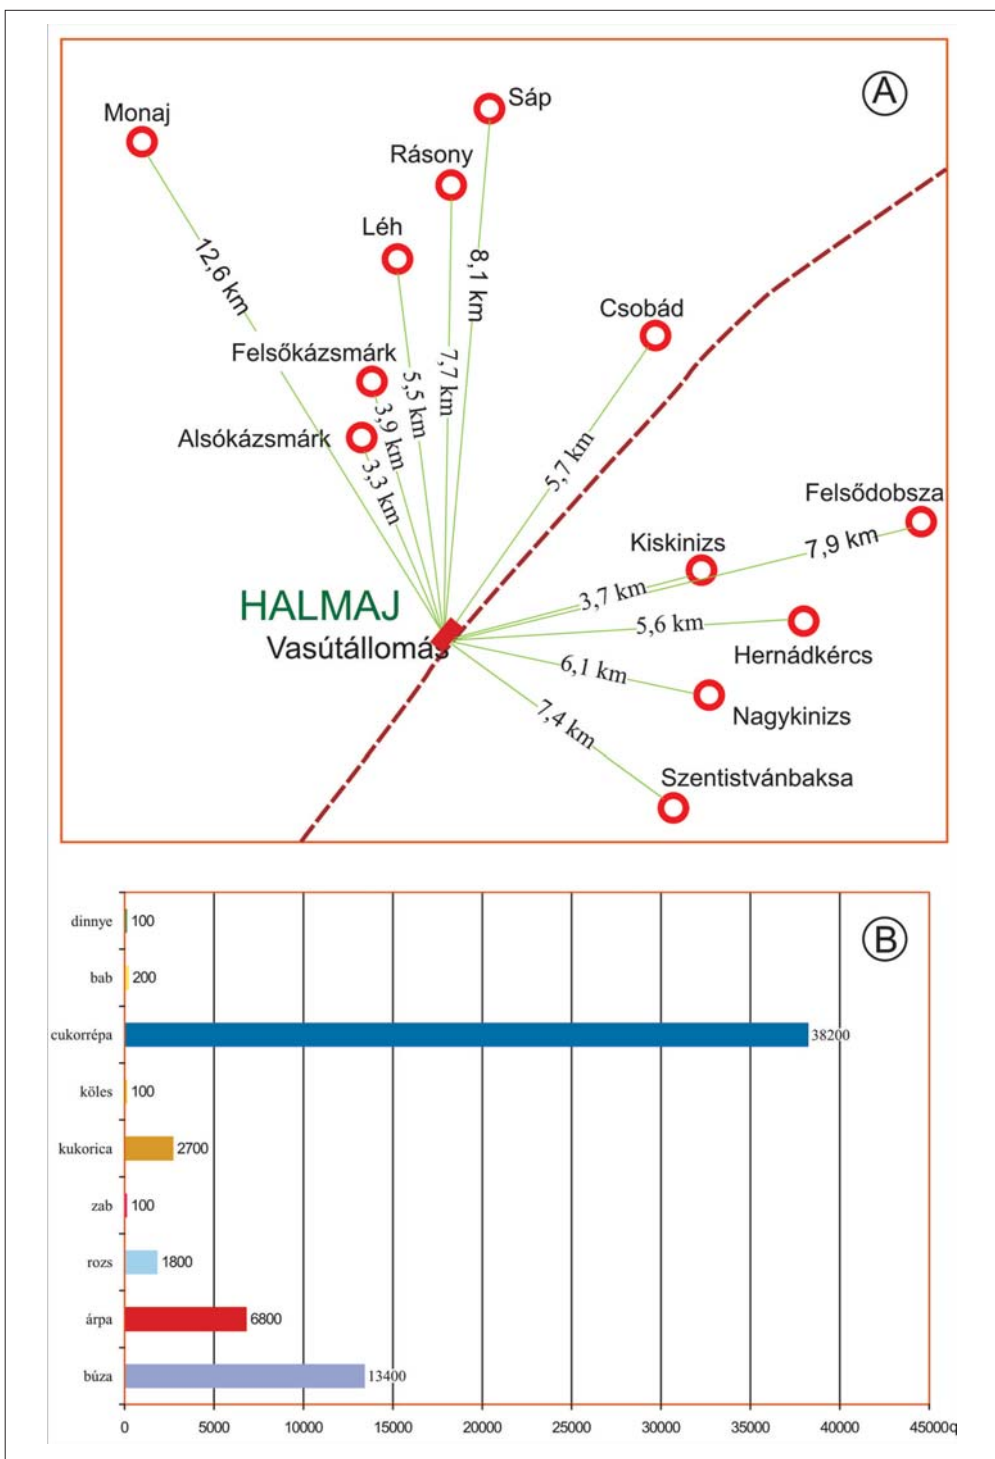 A
Sáp
Monaj
Rásony
Léh
12,6 km
8,1 km
Csobád
Felsőkázsmárk
7,7 km
5,5 km
3,9 km
Alsókázsmárk
3,3 km
5,7 km
Felsődobsza
Kiskinizs
7,9 km
3,7 km
HALMAJ
5,6 km
Vasútállomás
Hernádkércs
6,1 km
Nagykinizs
7,4 km
Szentistvánbaksa
B
dinnye 100
bab 200
cukorrépa 38200
köles 100
kukorica 2700
zab 100
rozs 1800
árpa 6800
búza 13400
0 5000 10000 15000 20000 25000 30000 35000 40000 45000q